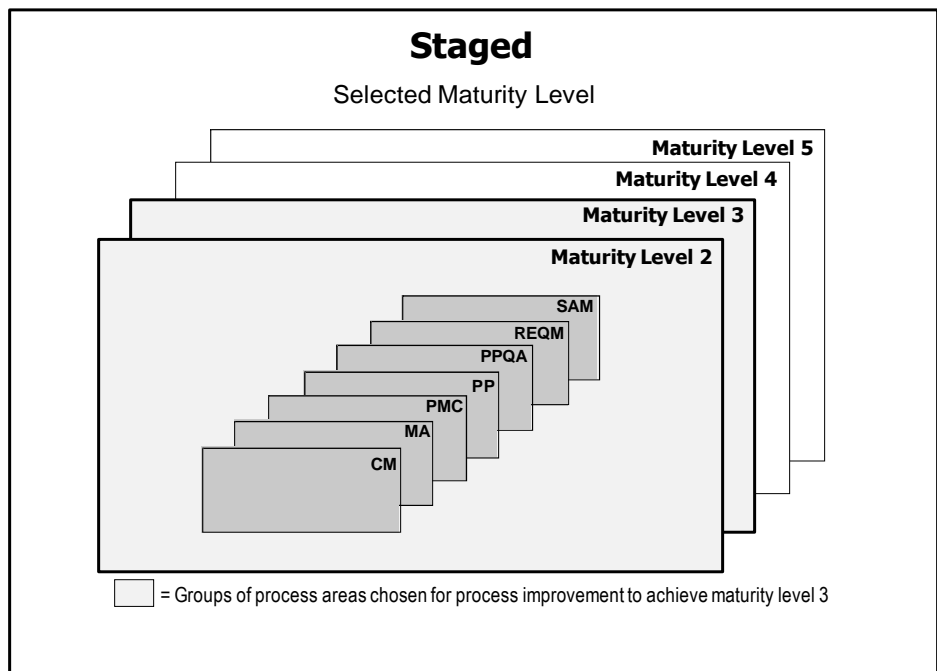 Staged
Selected Maturity Level
Maturity Level 5
Maturity Level 4
Maturity Level 3
Maturity Level 2
SAM
REQM
PPQA
PP
PMC
MA
CM
= Groups of process areas chosen for process improvement to achieve maturity level 3